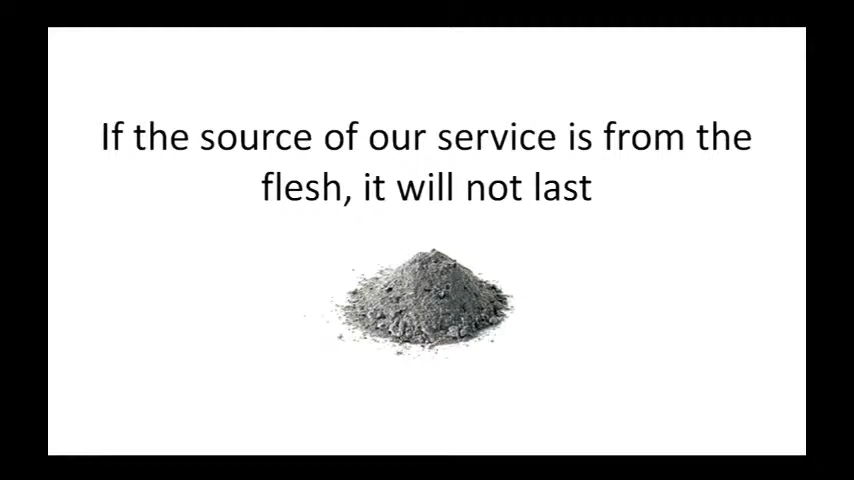 If the source of our service is from the
flesh, it will not last